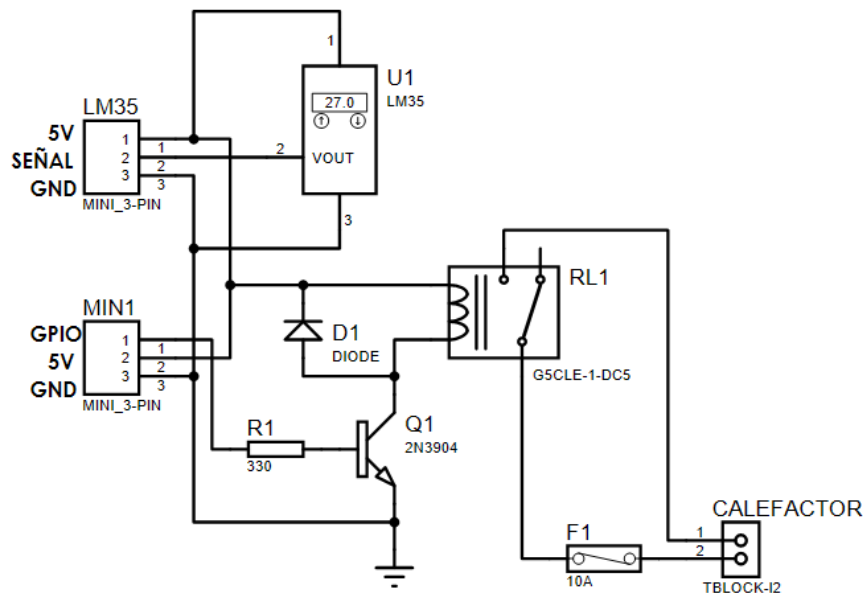 1
U1
LM35
27.0
LM35
5V
1
1
SEÑAL
2
2
2
VOUT
GND
3
3
MINI_3-PIN
3
RL1
MIN1
GPIO
1
1
5V
2
2
GND
3
3
MINI_3-PIN
D1
DIODE
G5CLE-1-DC5
R1
330
Q1
2N3904
CALEFACTOR
F1
1
2
10A
TBLOCK-I2